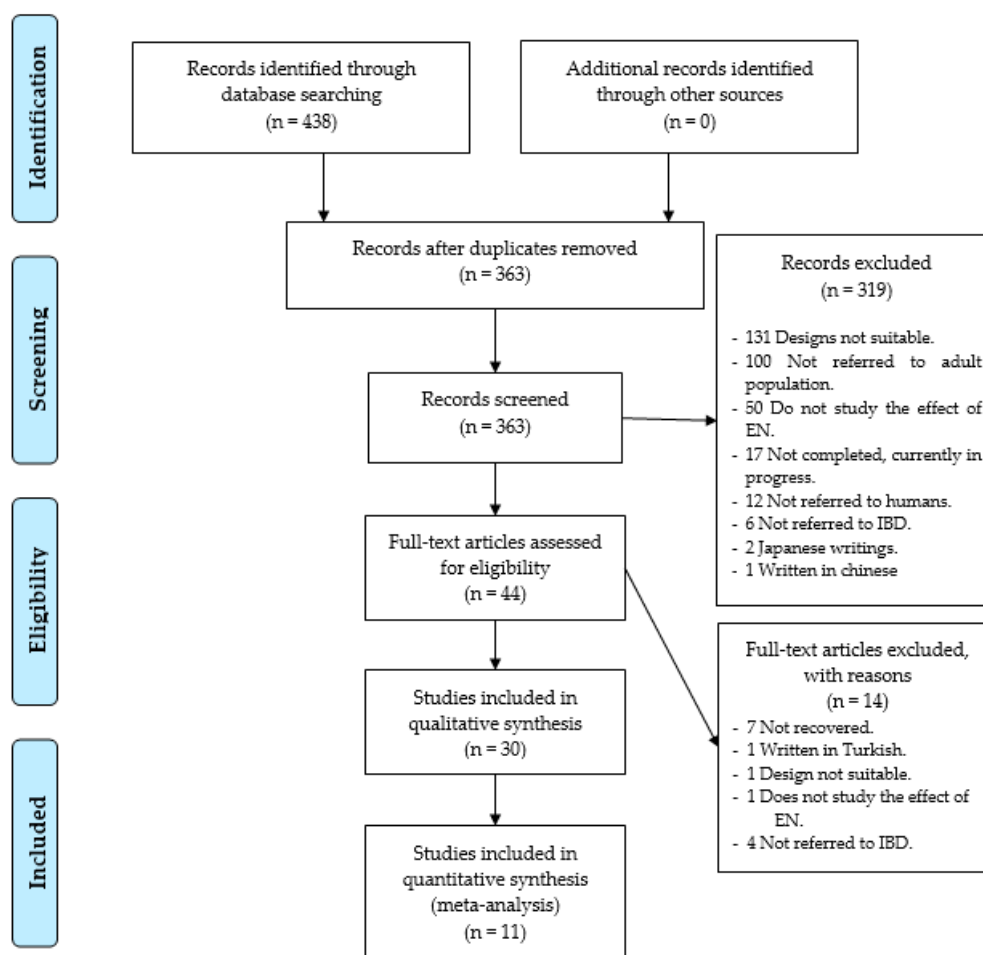 Identification
Records identified through
database searching
(n = 438)
Additional records identified
through other sources
(n = 0)
Records after duplicates removed
(n = 363)
Screening
Records screened
(n = 363)
Records excluded
(n = 319)
- 131 Designs not suitable.
- 100 Not referred to adult
population.
- 50 Do not study the effect of
EN.
- 17 Not completed, currently in
progress.
- 12 Not referred to humans.
- 6 Not referred to IBD.
- 2 Japanese writings.
- 1 Written in chinese
Eligibility
Full-text articles assessed
for eligibility
(n = 44)
Full-text articles excluded,
with reasons
(n = 14)
- 7 Not recovered.
- 1 Written in Turkish.
- 1 Design not suitable.
- 1 Does not study the effect of
EN.
- 4 Not referred to IBD.
Studies included in
qualitative synthesis
(n = 30)
Included
Studies included in
quantitative synthesis
(meta-analysis)
(n = 11)